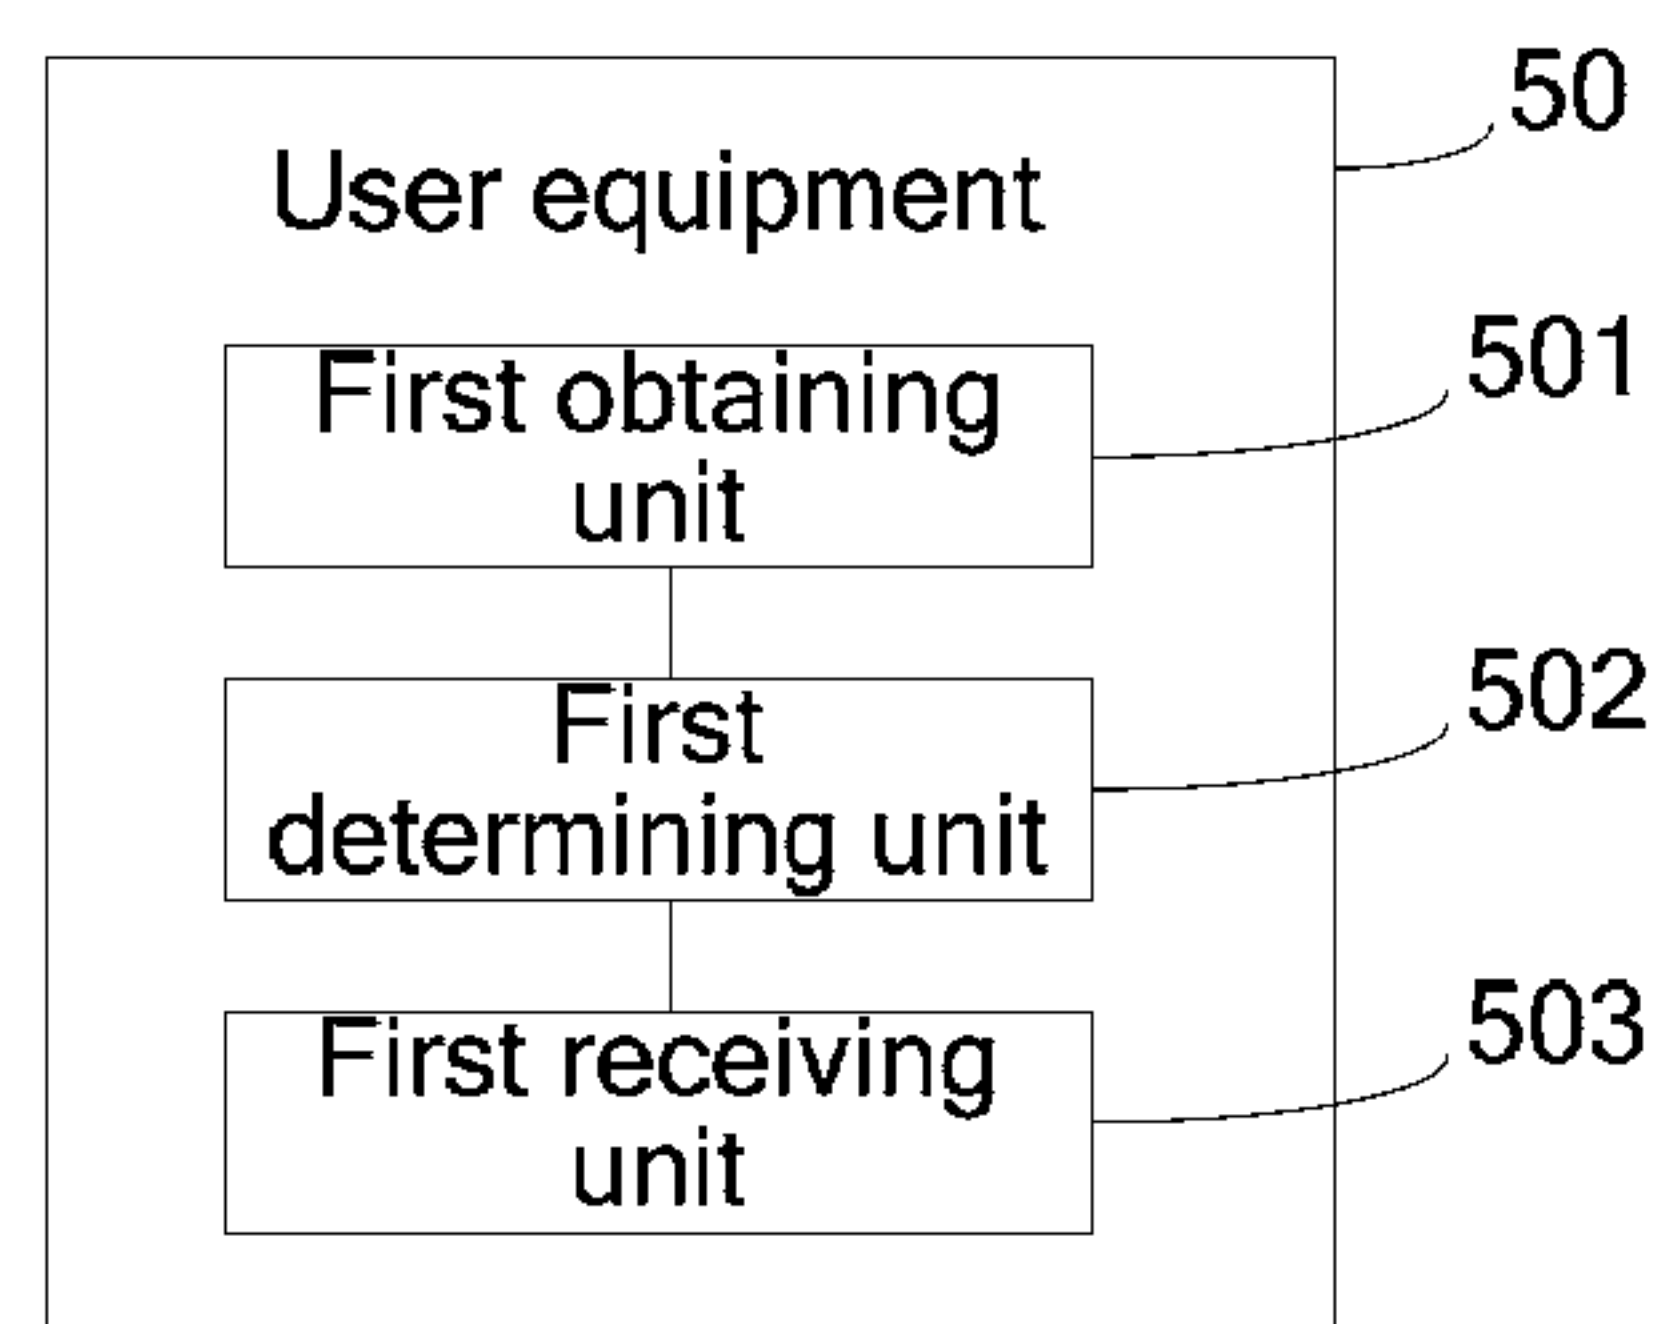 50
User equipment
501
First obtaining
unit
502
First
determining unit
503
First receiving
unit